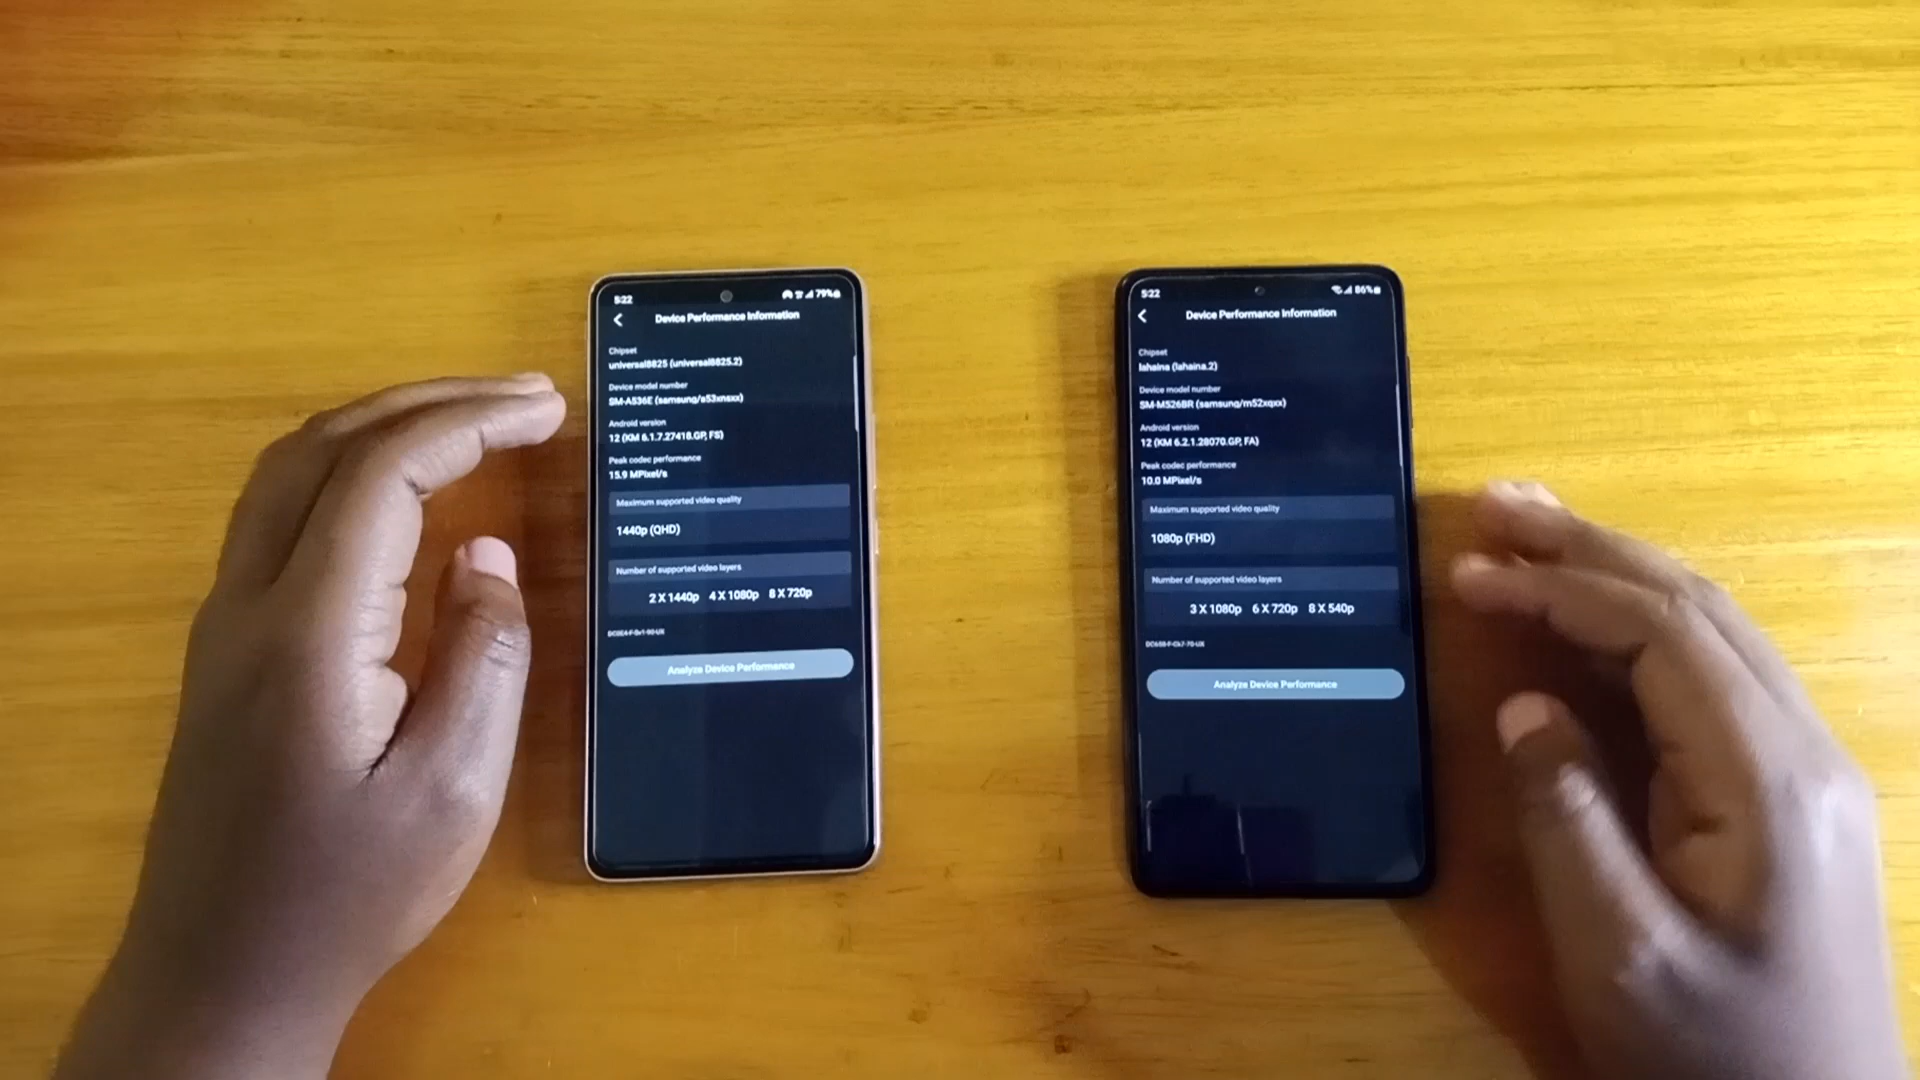 5:22
79%
Device Performance Information
Chipset
universal8825 (universal8825.2)
Device model number
SM-A536E (samsung/a53xnsxx)
Android version
12 (KM 6.1.7.27418.GP, FS)
Peak codec performance
15.9 MPixel/s
Maximum supported video quality
1440p (QHD)
Number of supported video layers
2 X 1440p 4 X 1080p 8 X 720p
Analyze Device Performance
5:22
86%
Device Performance Information
Chipset
lahaina (lahaina.2)
Device model number
SM-M526BR (samsung/m52xqxx)
Android version
12 (KM 6.2.1.28070.GP, FA)
Peak codec performance
10.0 MPixel/s
Maximum supported video quality
1080p (FHD)
Number of supported video layers
3 X 1080p 6 X 720p 8 X 540p
Analyze Device Performance